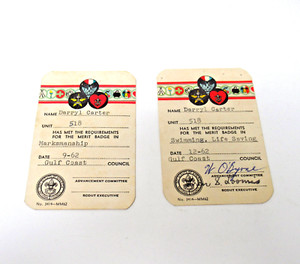 NAME Darryl Carter
UNIT 518
HAS MET THE REQUIREMENTS
FOR THE MERIT BADGE IN
Marksmanship
DATE 9-62
Gulf Coast COUNCIL
ADVANCEMENT COMMITTEE
SCOUT EXECUTIVE
NAME Darryl Carter
UNIT 518
HAS MET THE REQUIREMENTS
FOR THE MERIT BADGE IN
Swimming, Life Saving
DATE 12-62
Gulf Coast COUNCIL
ADVANCEMENT COMMITTEE
SCOUT EXECUTIVE